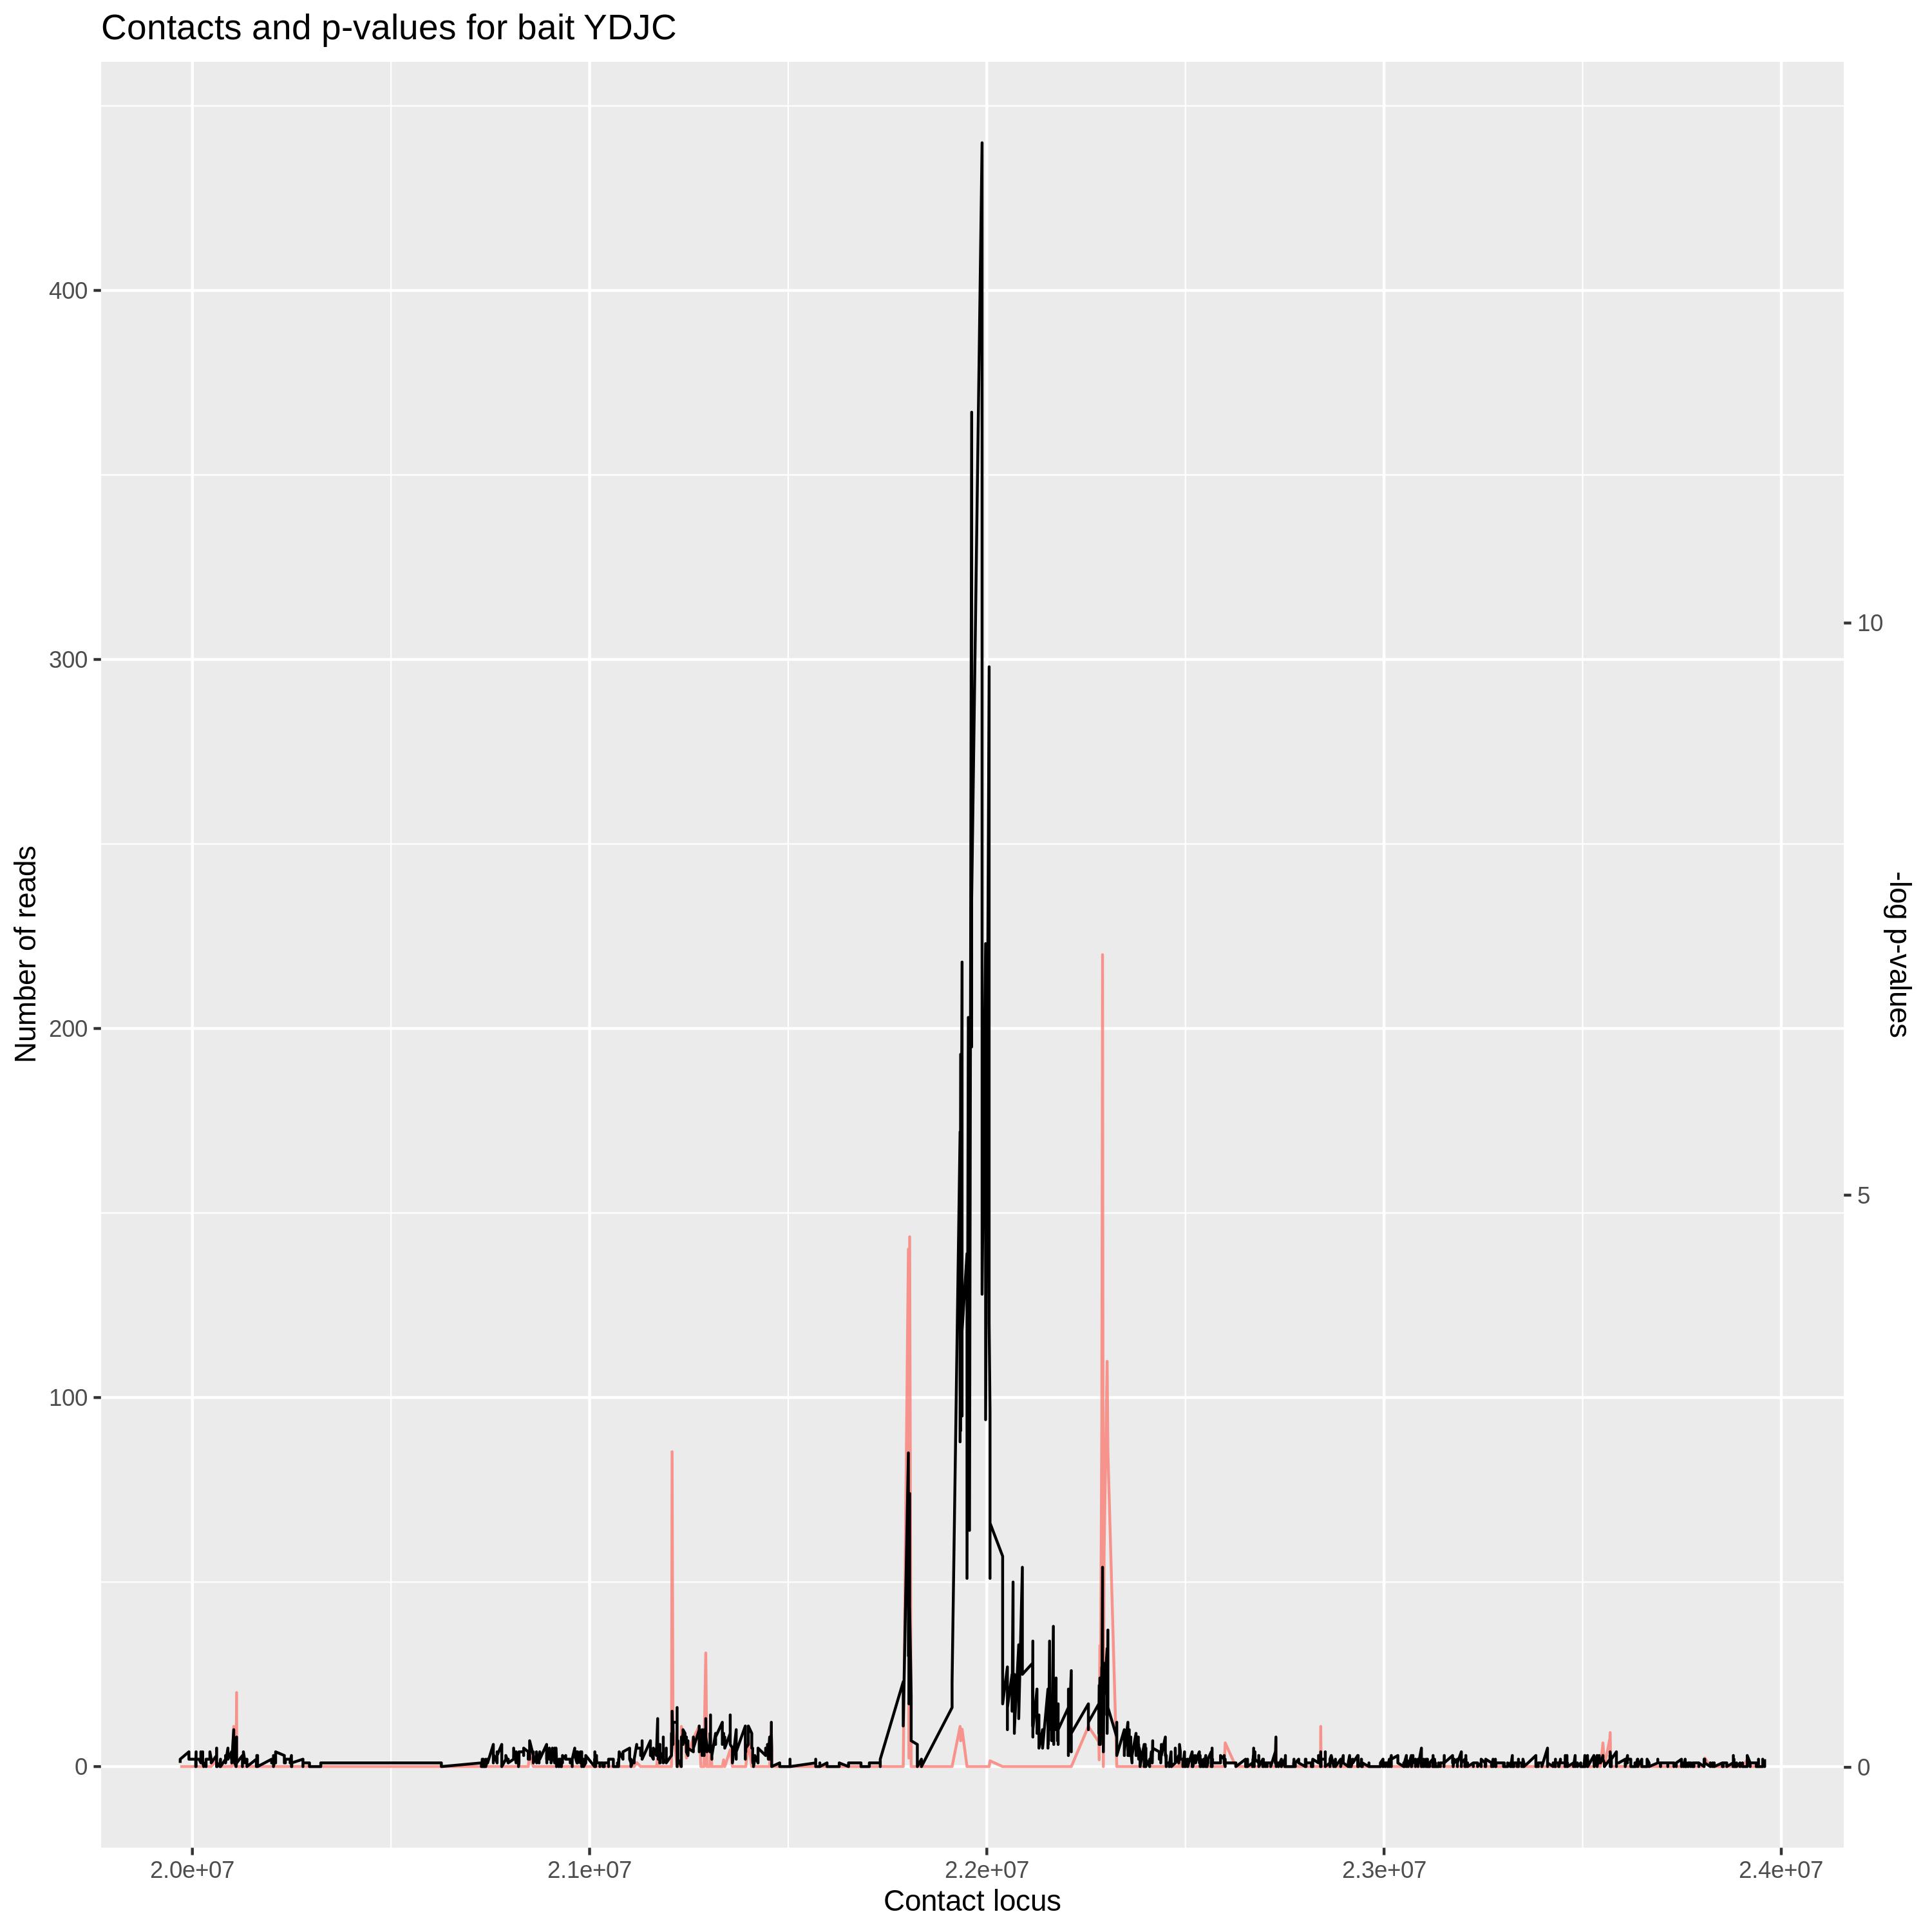 Contacts and p-values for bait YDJC
400
300
200
100
0
Number of reads
10
5
0
-log p-values
2.0e+07
2.1e+07
2.2e+07
2.3e+07
2.4e+07
Contact locus